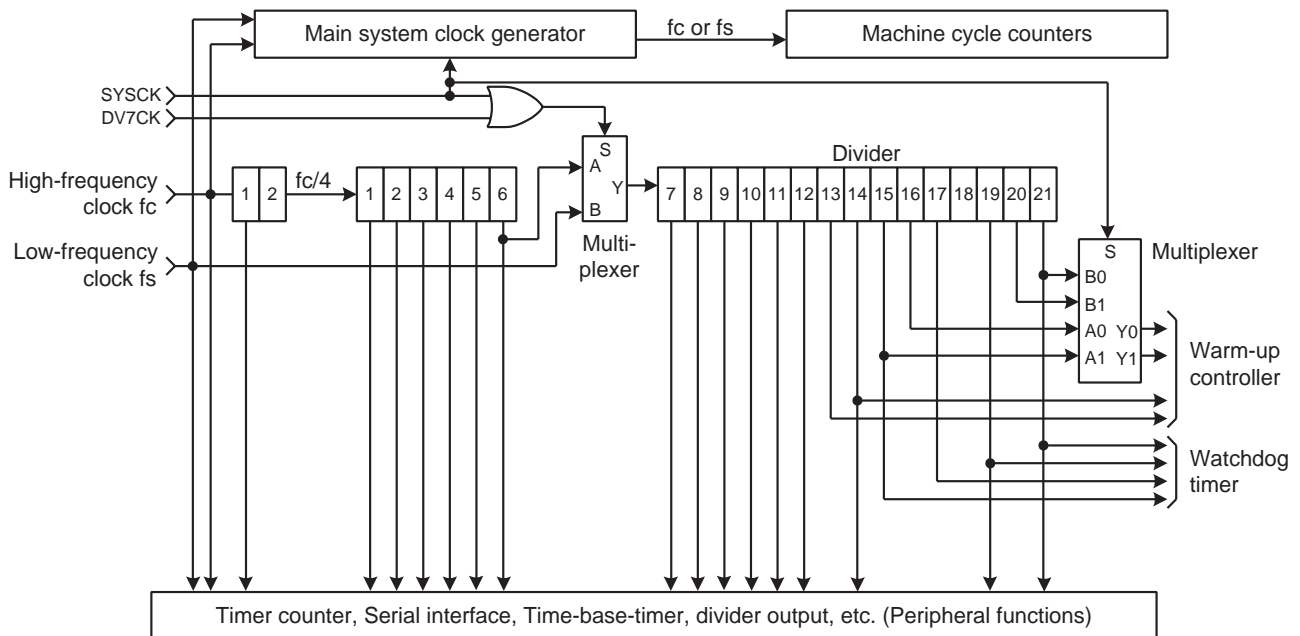 Main system clock generator
fc or fs
Machine cycle counters
SYSCK
DV7CK
High-frequency
clock fc
1 2
fc/4
1 2 3 4 5 6
Low-frequency
clock fs
S
A
Y
B
Multi-
plexer
Divider
7 8 9 10 11 12 13 14 15 16 17 18 19 20 21
S
B0
B1
A0 Y0
A1 Y1
Multiplexer
Warm-up
controller
Watchdog
timer
Timer counter, Serial interface, Time-base-timer, divider output, etc. (Peripheral functions)